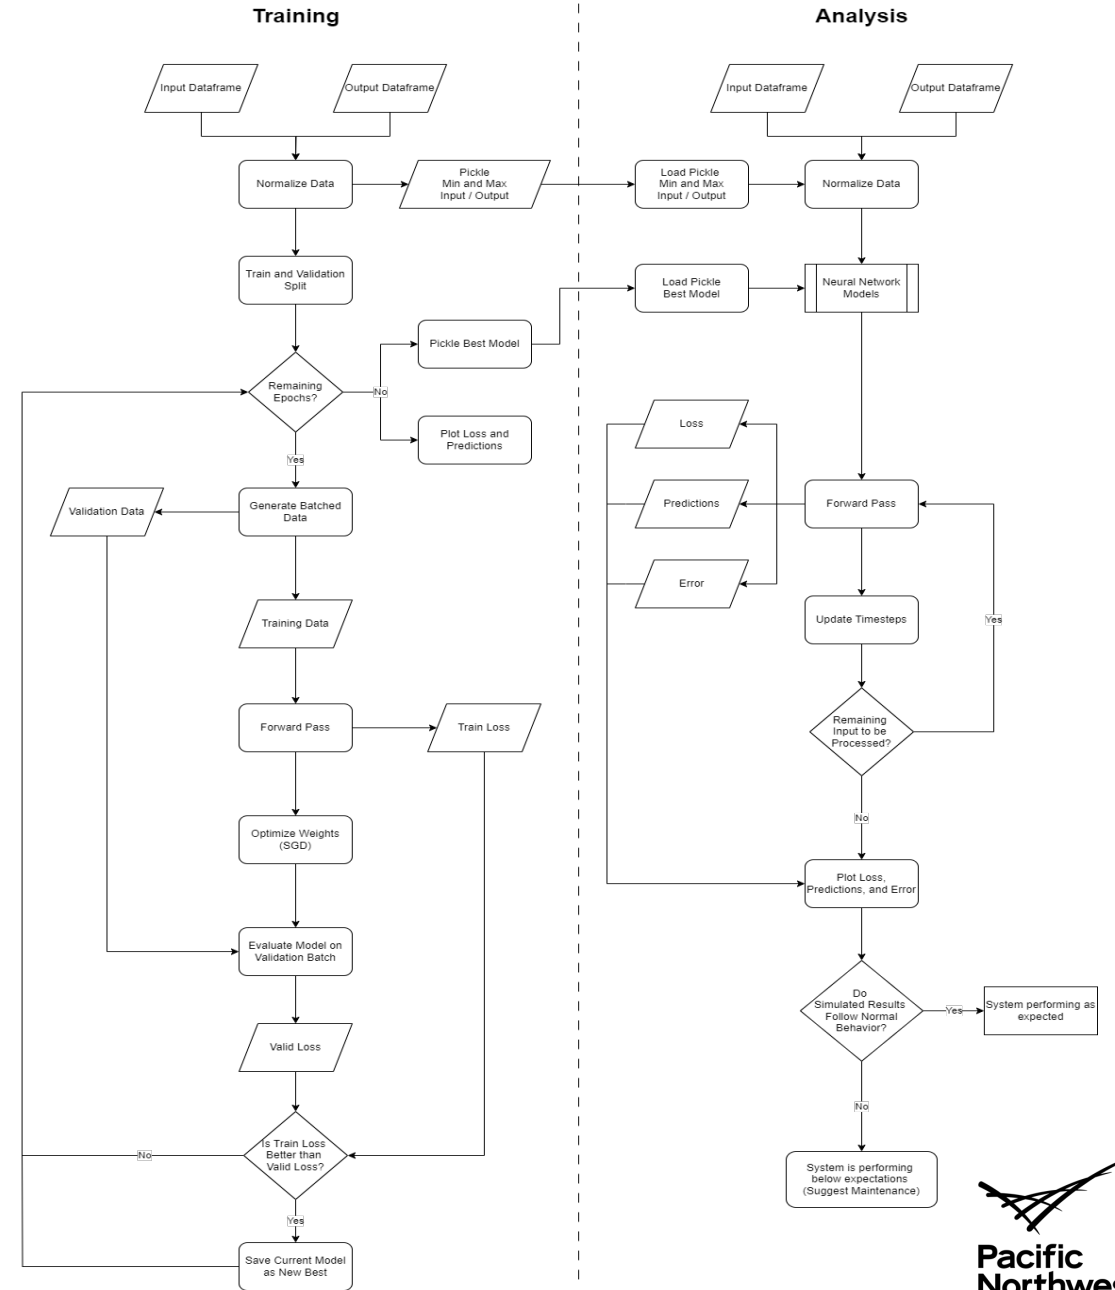 Training
Analysis
Input Dataframe
Output Dataframe
Input Dataframe
Output Dataframe
Normalize Data
Pickle
Min and Max
Input / Output
Load Pickle
Min and Max
Input / Output
Normalize Data
Train and Validation
Split
Load Pickle
Best Model
Neural Network
Models
Pickle Best Model
Remaining
Epochs?
No
Plot Loss and
Predictions
Loss
Yes
Validation Data
Generate Batched
Data
Predictions
Forward Pass
Error
Training Data
Update Timesteps
Yes
Forward Pass
Train Loss
Remaining
Input to be
Processed?
No
Optimize Weights
(SGD)
Plot Loss,
Predictions, and Error
Evaluate Model on
Validation Batch
Do
Simulated Results
Follow Normal
Behavior?
Yes
System performing as
expected
Valid Loss
No
Is Train Loss
Better than
Valid Loss?
No
System is performing
below expectations
(Suggest Maintenance)
Yes
Save Current Model
as New Best
Pacific
Northwes